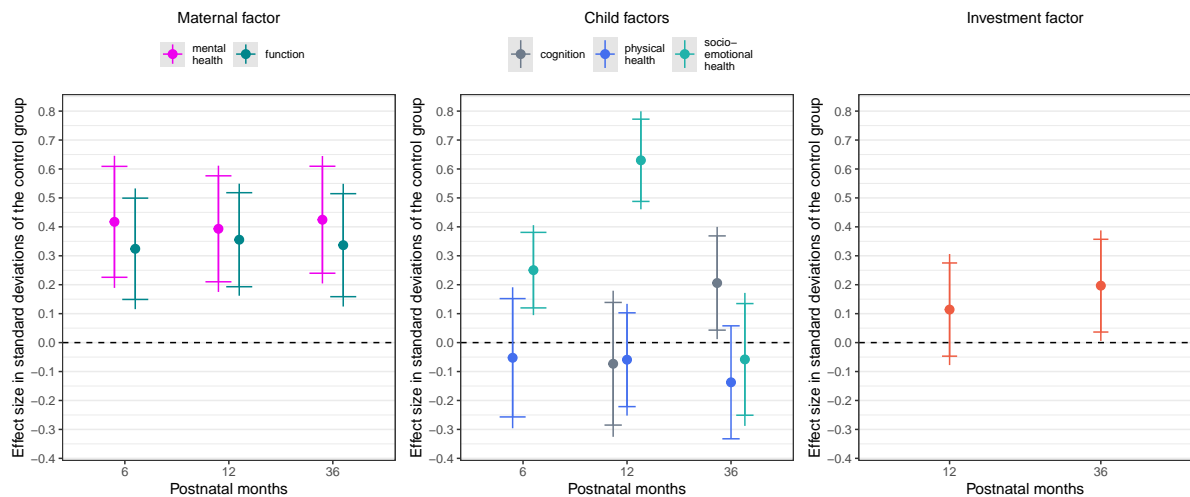 Maternal factor
mental
health
function
Effect size in standard deviations of the control group
0.8
0.7
0.6
0.5
0.4
0.3
0.2
0.1
0.0
−0.1
−0.2
−0.3
−0.4
6
12
36
Postnatal months
Child factors
cognition
physical
health
socio−
emotional
health
Effect size in standard deviations of the control group
0.8
0.7
0.6
0.5
0.4
0.3
0.2
0.1
0.0
−0.1
−0.2
−0.3
−0.4
6
12
36
Postnatal months
Investment factor
Effect size in standard deviations of the control group
0.8
0.7
0.6
0.5
0.4
0.3
0.2
0.1
0.0
−0.1
−0.2
−0.3
−0.4
12
36
Postnatal months